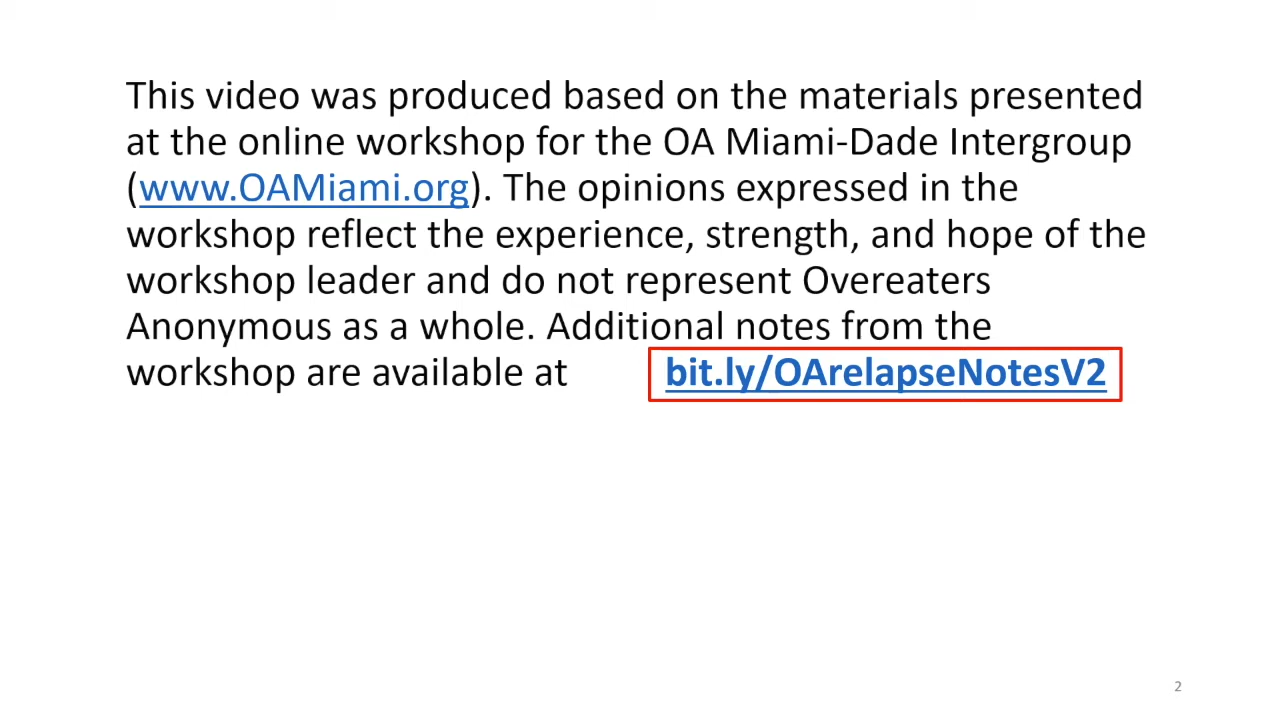 This video was produced based on the materials presented
at the online workshop for the OA Miami-Dade Intergroup
(www.OAMiami.org). The opinions expressed in the
workshop reflect the experience, strength, and hope of the
workshop leader and do not represent Overeaters
Anonymous as a whole. Additional notes from the
workshop are available at bit.ly/OArelapseNotesV2
2